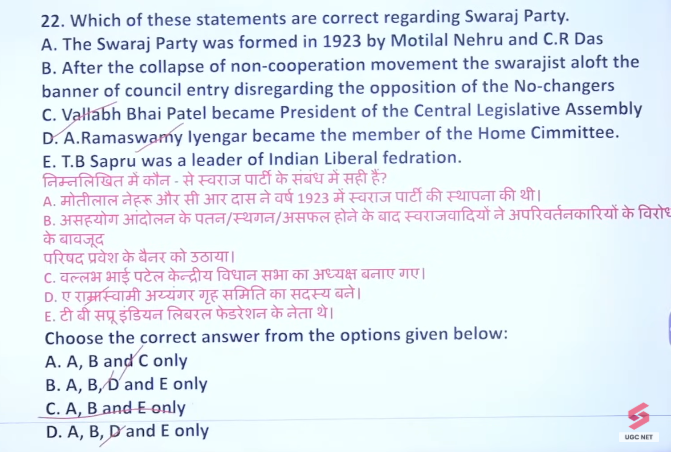 22. Which of these statements are correct regarding Swaraj Party.
A. The Swaraj Party was formed in 1923 by Motilal Nehru and C.R Das
B. After the collapse of non-cooperation movement the swarajist aloft the
banner of council entry disregarding the opposition of the No-changers
C. Vallabh Bhai Patel became President of the Central Legislative Assembly
D. A.Ramaswamy Iyengar became the member of the Home Cimmittee.
E. T.B Sapru was a leader of Indian Liberal fedration.
निम्नलिखित में कौन - से स्वराज पार्टी के संबंध में सही हैं?
A. मोतीलाल नेहरू और सी आर दास ने वर्ष 1923 में स्वराज पार्टी की स्थापना की थी।
B. असहयोग आंदोलन के पतन/स्थगन/असफल होने के बाद स्वराजवादियों ने अपरिवर्तनकारियों के विरोध
के बावजूद
परिषद प्रवेश के बैनर को उठाया।
C. वल्लभ भाई पटेल केन्द्रीय विधान सभा का अध्यक्ष बनाए गए।
D. ए रामास्वामी अय्यंगर गृह समिति का सदस्य बने।
E. टी बी सप्रू इंडियन लिबरल फेडरेशन के नेता थे।
Choose the correct answer from the options given below:
A. A, B and C only
B. A, B, D and E only
C. A, B and E only
D. A, B, D and E only
UGC NET